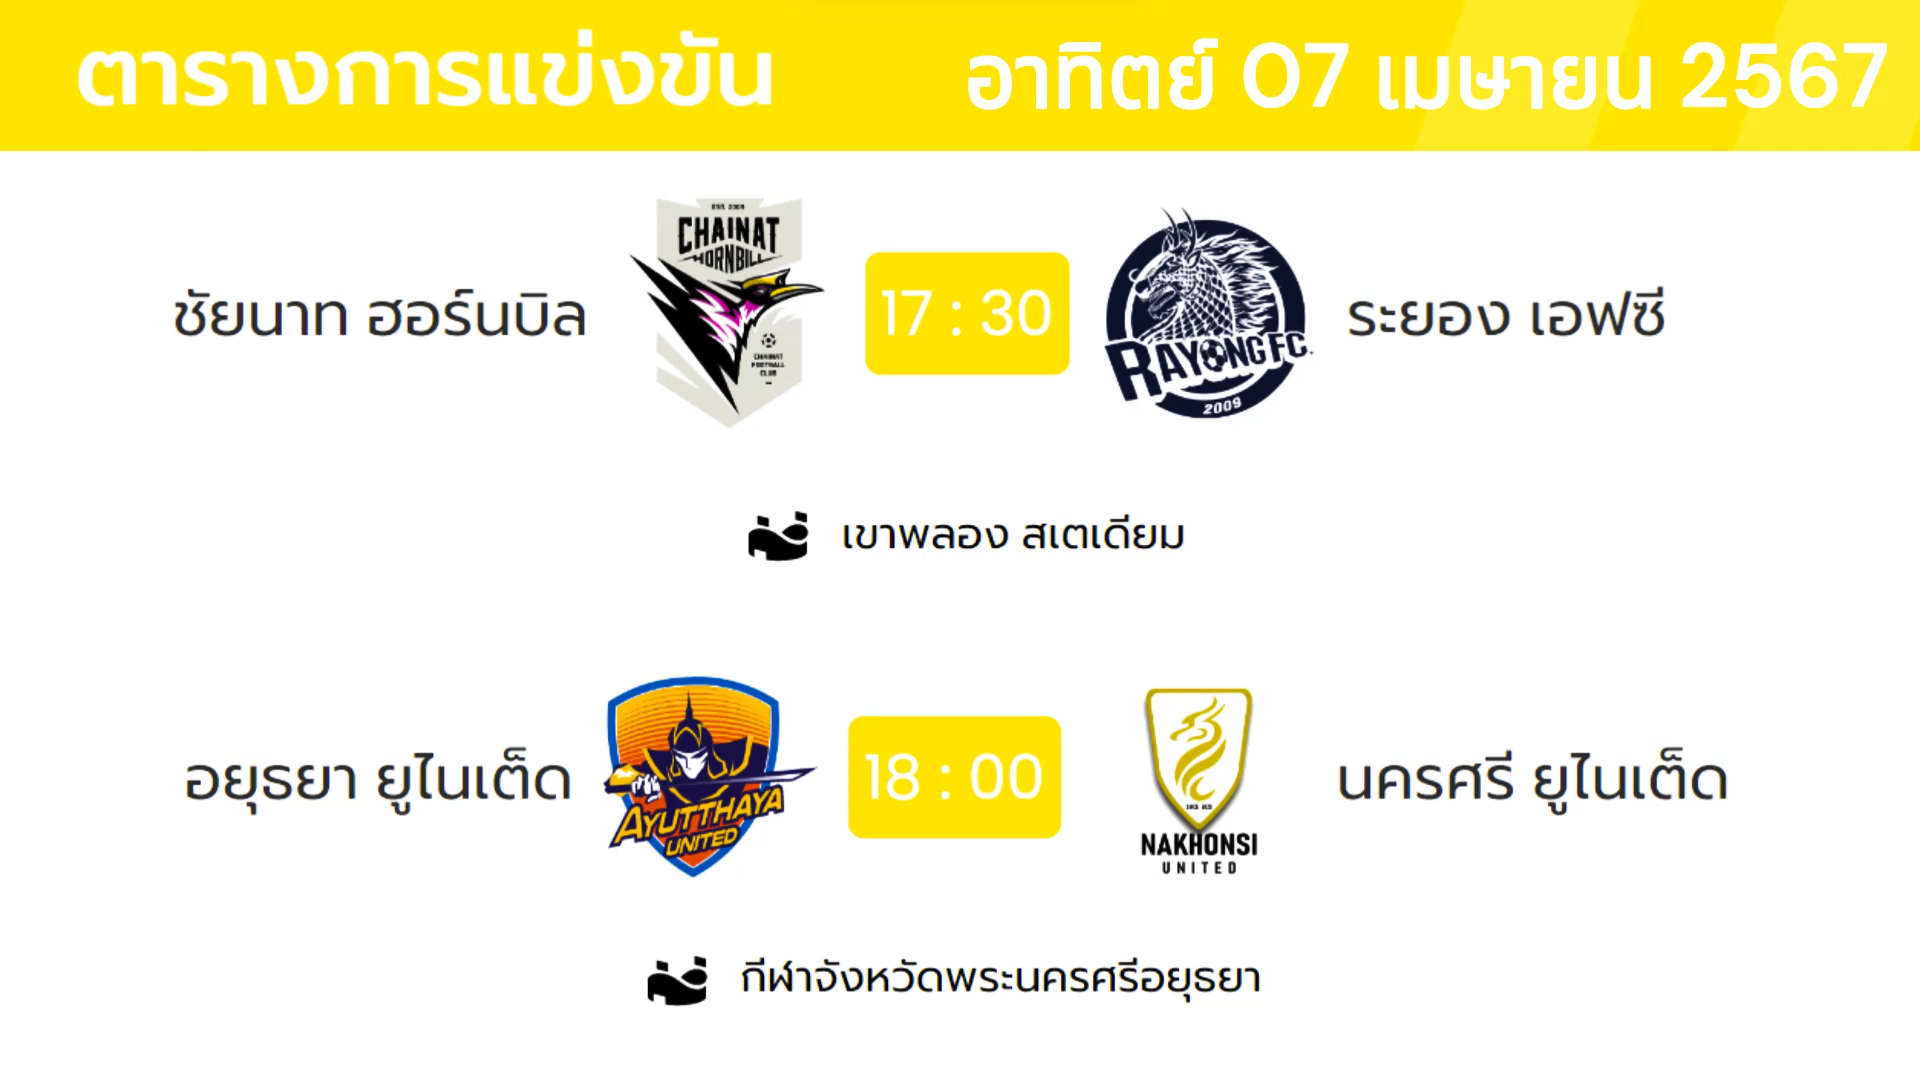 ตารางการแข่งขัน อาทิตย์ 07 เมษายน 2567
EST. 2009
CHAINAT
HORNBILL
CHAINAT
FOOTBALL
CLUB
ชัยนาท ฮอร์นบิล 17 : 30 ระยอง เอฟซี
RAYONG FC.
2009
เขาพลอง สเตเดียม
อยุธยา ยูไนเต็ด 18 : 00 นครศรี ยูไนเต็ด
AYUTTHAYA
UNITED
NAKHONSI
UNITED
กีฬาจังหวัดพระนครศรีอยุธยา